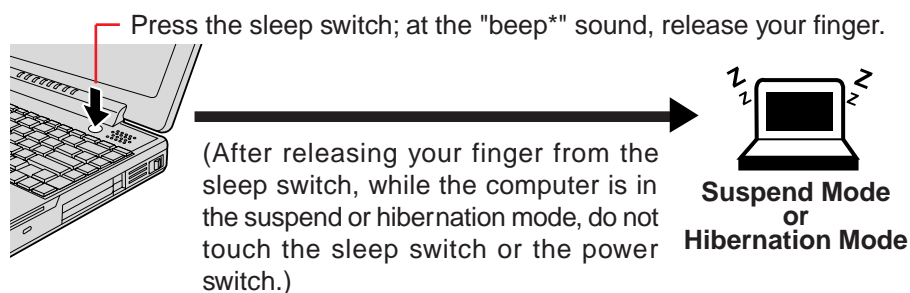 Press the sleep switch; at the "beep*" sound, release your finger.
z
z
z
z
(After releasing your finger from the
sleep switch, while the computer is in
the suspend or hibernation mode, do not
touch the sleep switch or the power
switch.)
Suspend Mode
or
Hibernation Mode